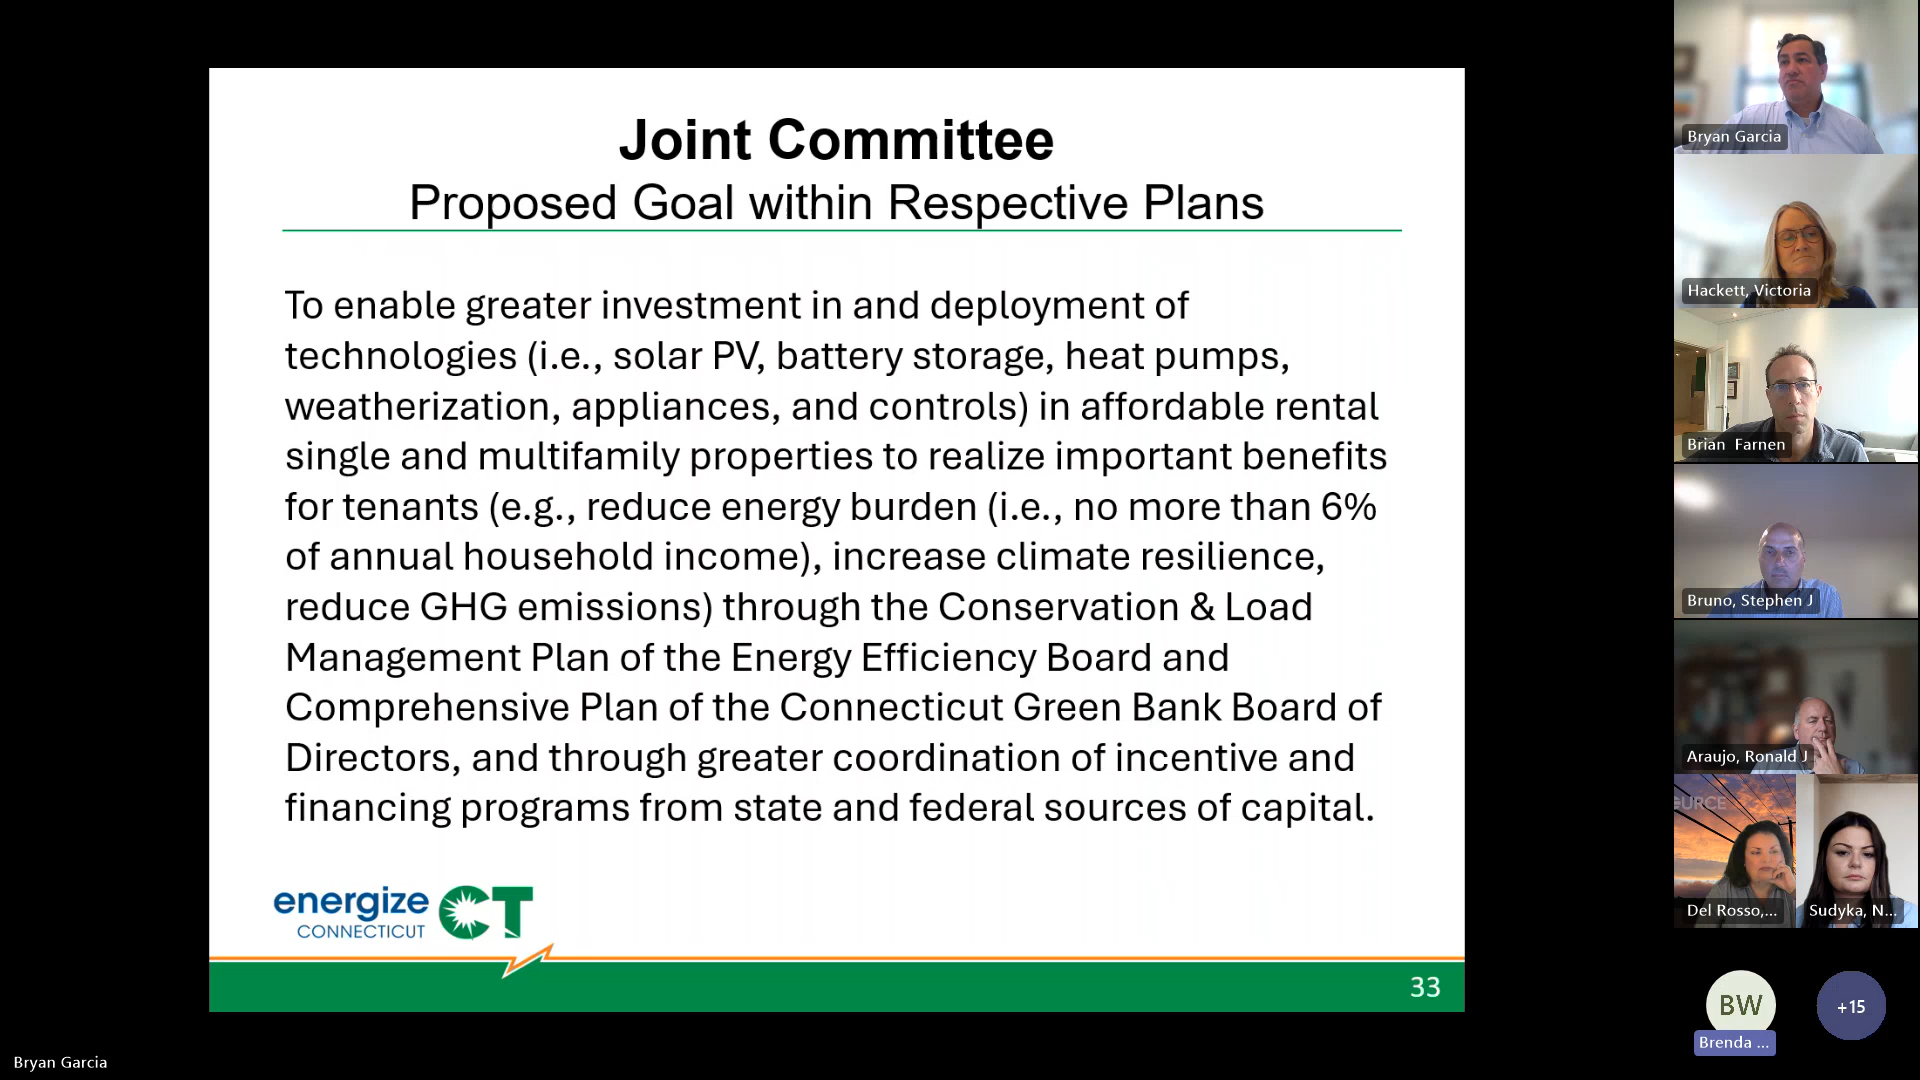 Joint Committee
Proposed Goal within Respective Plans
To enable greater investment in and deployment of
technologies (i.e., solar PV, battery storage, heat pumps,
weatherization, appliances, and controls) in affordable rental
single and multifamily properties to realize important benefits
for tenants (e.g., reduce energy burden (i.e., no more than 6%
of annual household income), increase climate resilience,
reduce GHG emissions) through the Conservation & Load
Management Plan of the Energy Efficiency Board and
Comprehensive Plan of the Connecticut Green Bank Board of
Directors, and through greater coordination of incentive and
financing programs from state and federal sources of capital.
energize CT
CONNECTICUT
33
Bryan Garcia
Bryan Garcia
Hackett, Victoria
Brian Farnen
Bruno, Stephen J
Araujo, Ronald J
URCE
Del Rosso,...
Sudyka, N...
BW
+15
Brenda ...